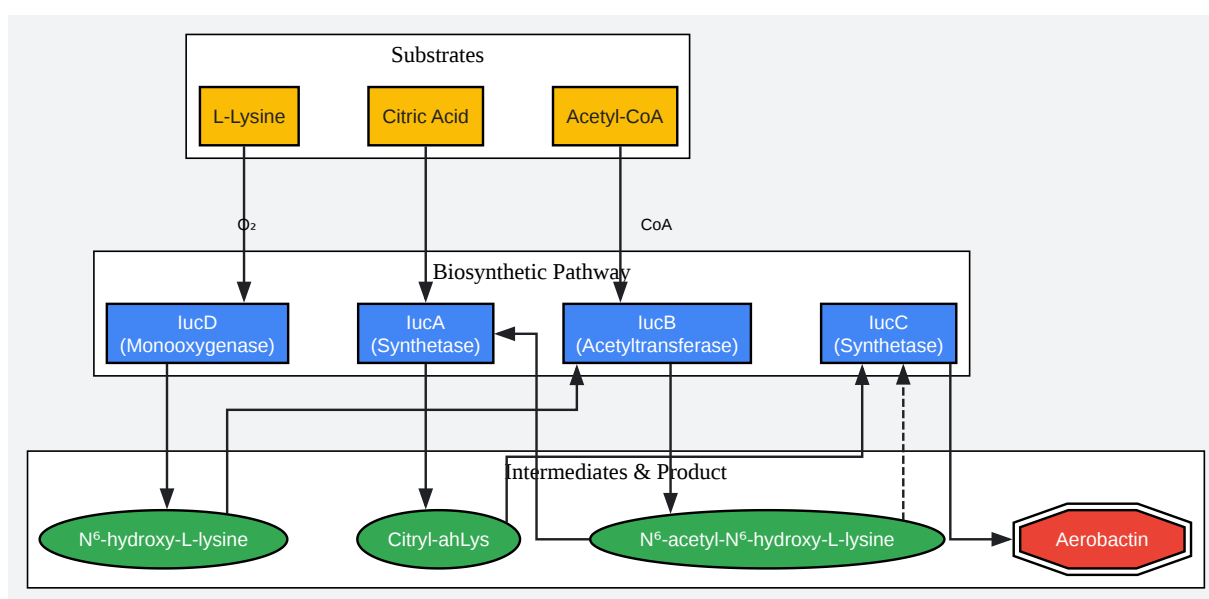 Substrates
L-Lysine
Citric Acid
Acetyl-CoA
O₂
CoA
Biosynthetic Pathway
IucD
(Monooxygenase)
IucA
(Synthetase)
IucB
(Acetyltransferase)
IucC
(Synthetase)
Intermediates & Product
N⁶-hydroxy-L-lysine
Citryl-ahLys
N⁶-acetyl-N⁶-hydroxy-L-lysine
Aerobactin